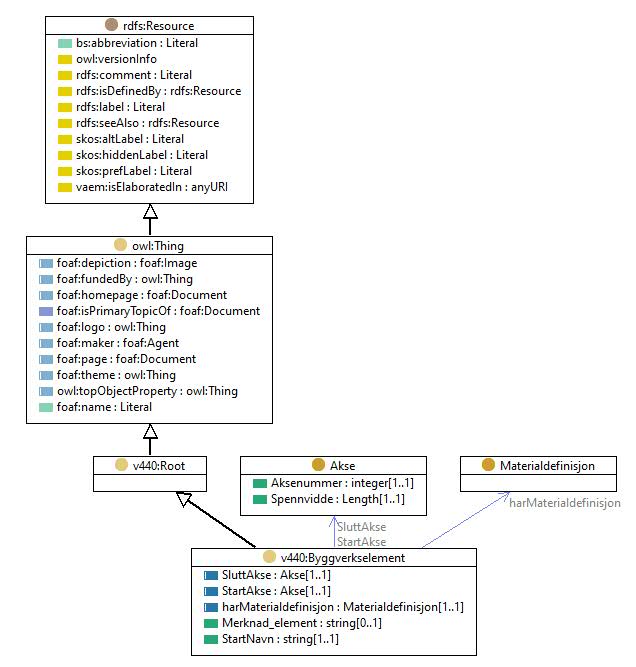 rdfs:Resource
bs:abbreviation : Literal
owl:versionInfo
rdfs:comment : Literal
rdfs:isDefinedBy : rdfs:Resource
rdfs:label : Literal
rdfs:seeAlso : rdfs:Resource
skos:altLabel : Literal
skos:hiddenLabel : Literal
skos:prefLabel : Literal
vaem:isElaboratedIn : anyURI
owl:Thing
foaf:depiction : foaf:Image
foaf:fundedBy : owl:Thing
foaf:homepage : foaf:Document
foaf:isPrimaryTopicOf : foaf:Document
foaf:logo : owl:Thing
foaf:maker : foaf:Agent
foaf:page : foaf:Document
foaf:theme : owl:Thing
owl:topObjectProperty : owl:Thing
foaf:name : Literal
v440:Root
Akse
Aksenummer : integer[1..1]
Spennvidde : Length[1..1]
Materialdefinisjon
harMaterialdefinisjon
SluttAkse
StartAkse
v440:Byggverkselement
SluttAkse : Akse[1..1]
StartAkse : Akse[1..1]
harMaterialdefinisjon : Materialdefinisjon[1..1]
Merknad_element : string[0..1]
StartNavn : string[1..1]